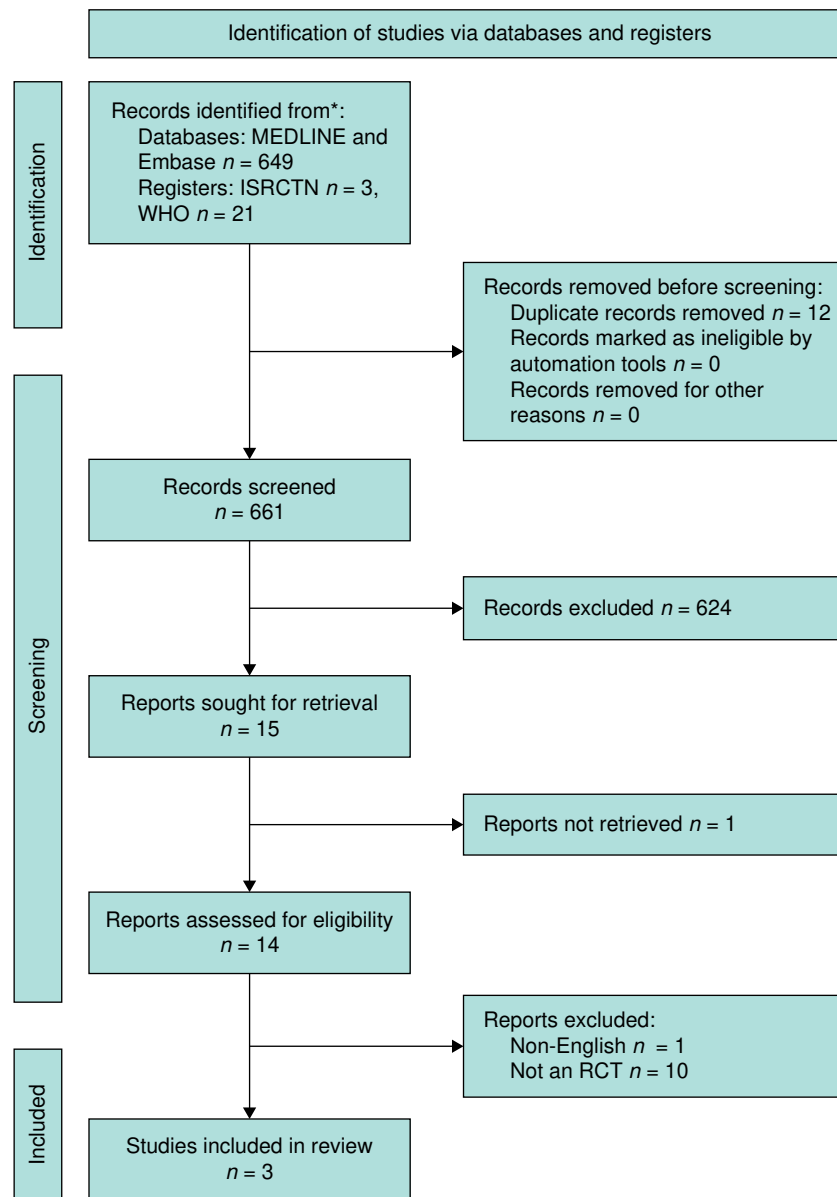 Identification of studies via databases and registers
Identification
Records identified from*:
Databases: MEDLINE and
Embase n = 649
Registers: ISRCTN n = 3,
WHO n = 21
Records removed before screening:
Duplicate records removed n = 12
Records marked as ineligible by
automation tools n = 0
Records removed for other
reasons n = 0
Screening
Records screened
n = 661
Records excluded n = 624
Reports sought for retrieval
n = 15
Reports not retrieved n = 1
Reports assessed for eligibility
n = 14
Reports excluded:
Non-English n = 1
Not an RCT n = 10
Included
Studies included in review
n = 3